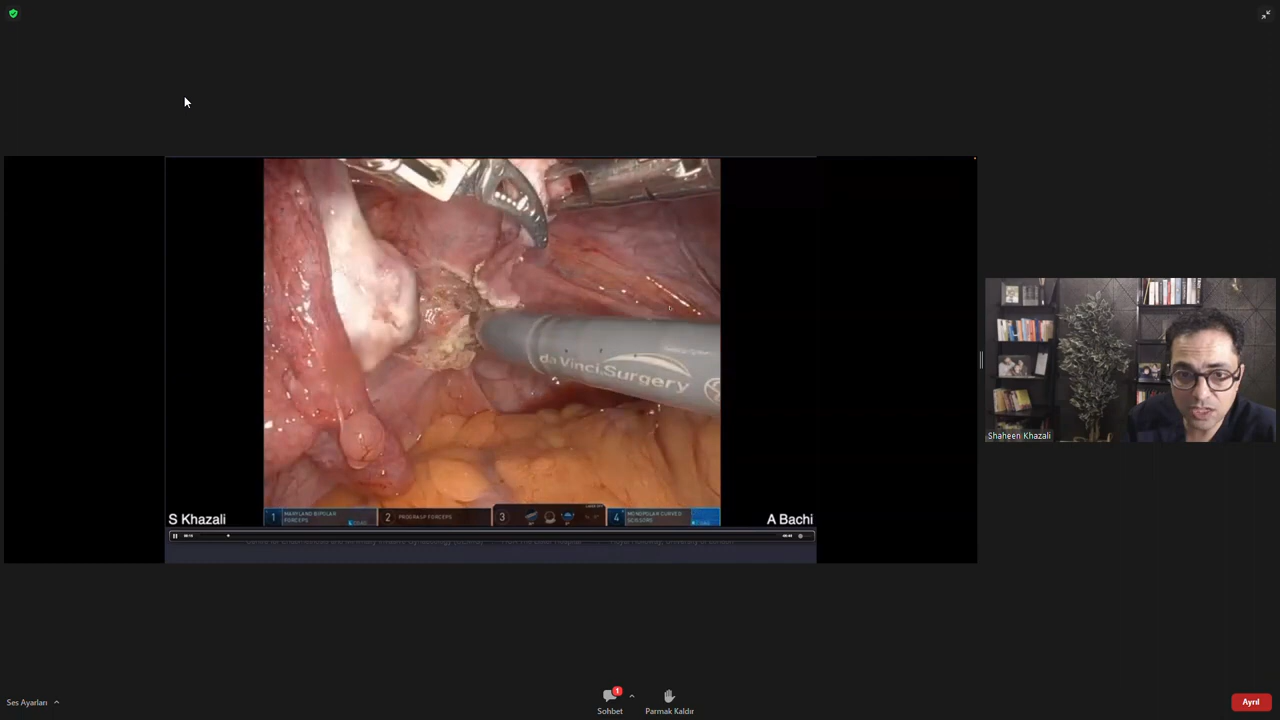 da Vinci.Surgery
Shaheen Khazali
S Khazali
1 MARYLAND BIPOLAR FORCEPS
2 PROGRASP FORCEPS
3
4 MONOPOLAR CURVED SCISSORS
A Bachi
Ses Ayarları
1
Sohbet
Parmak Kaldır
Ayrıl